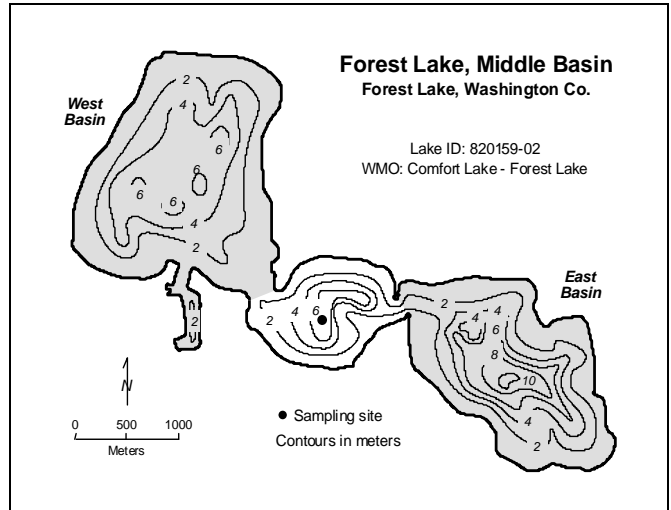 Forest Lake, Middle Basin
Forest Lake, Washington Co.
Lake ID: 820159-02
WMO: Comfort Lake - Forest Lake
West
Basin
2
4
6
6
6
6
4
2
2
East
Basin
2
4
6
2
4
4
6
8
10
4
2
N
0 500 1000
Meters
Sampling site
Contours in meters